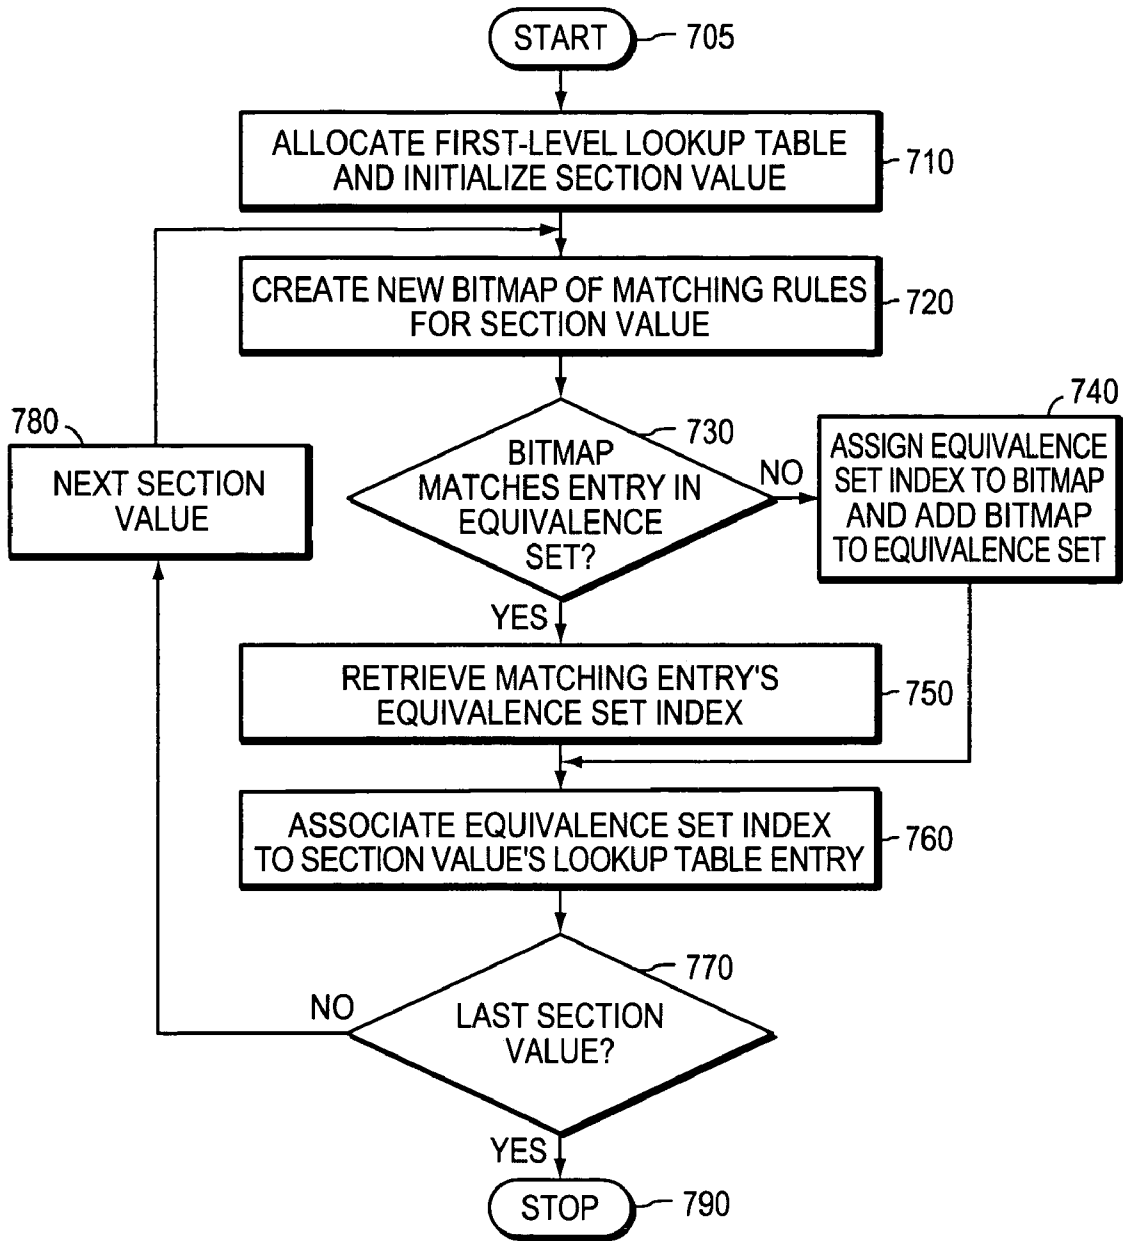 START
705
ALLOCATE FIRST-LEVEL LOOKUP TABLE
AND INITIALIZE SECTION VALUE
710
CREATE NEW BITMAP OF MATCHING RULES
FOR SECTION VALUE
720
BITMAP
MATCHES ENTRY IN
EQUIVALENCE
SET?
730
NO
740
ASSIGN EQUIVALENCE
SET INDEX TO BITMAP
AND ADD BITMAP
TO EQUIVALENCE SET
780
NEXT SECTION
VALUE
YES
RETRIEVE MATCHING ENTRY'S
EQUIVALENCE SET INDEX
750
ASSOCIATE EQUIVALENCE SET INDEX
TO SECTION VALUE'S LOOKUP TABLE ENTRY
760
LAST SECTION
VALUE?
770
NO
YES
STOP
790